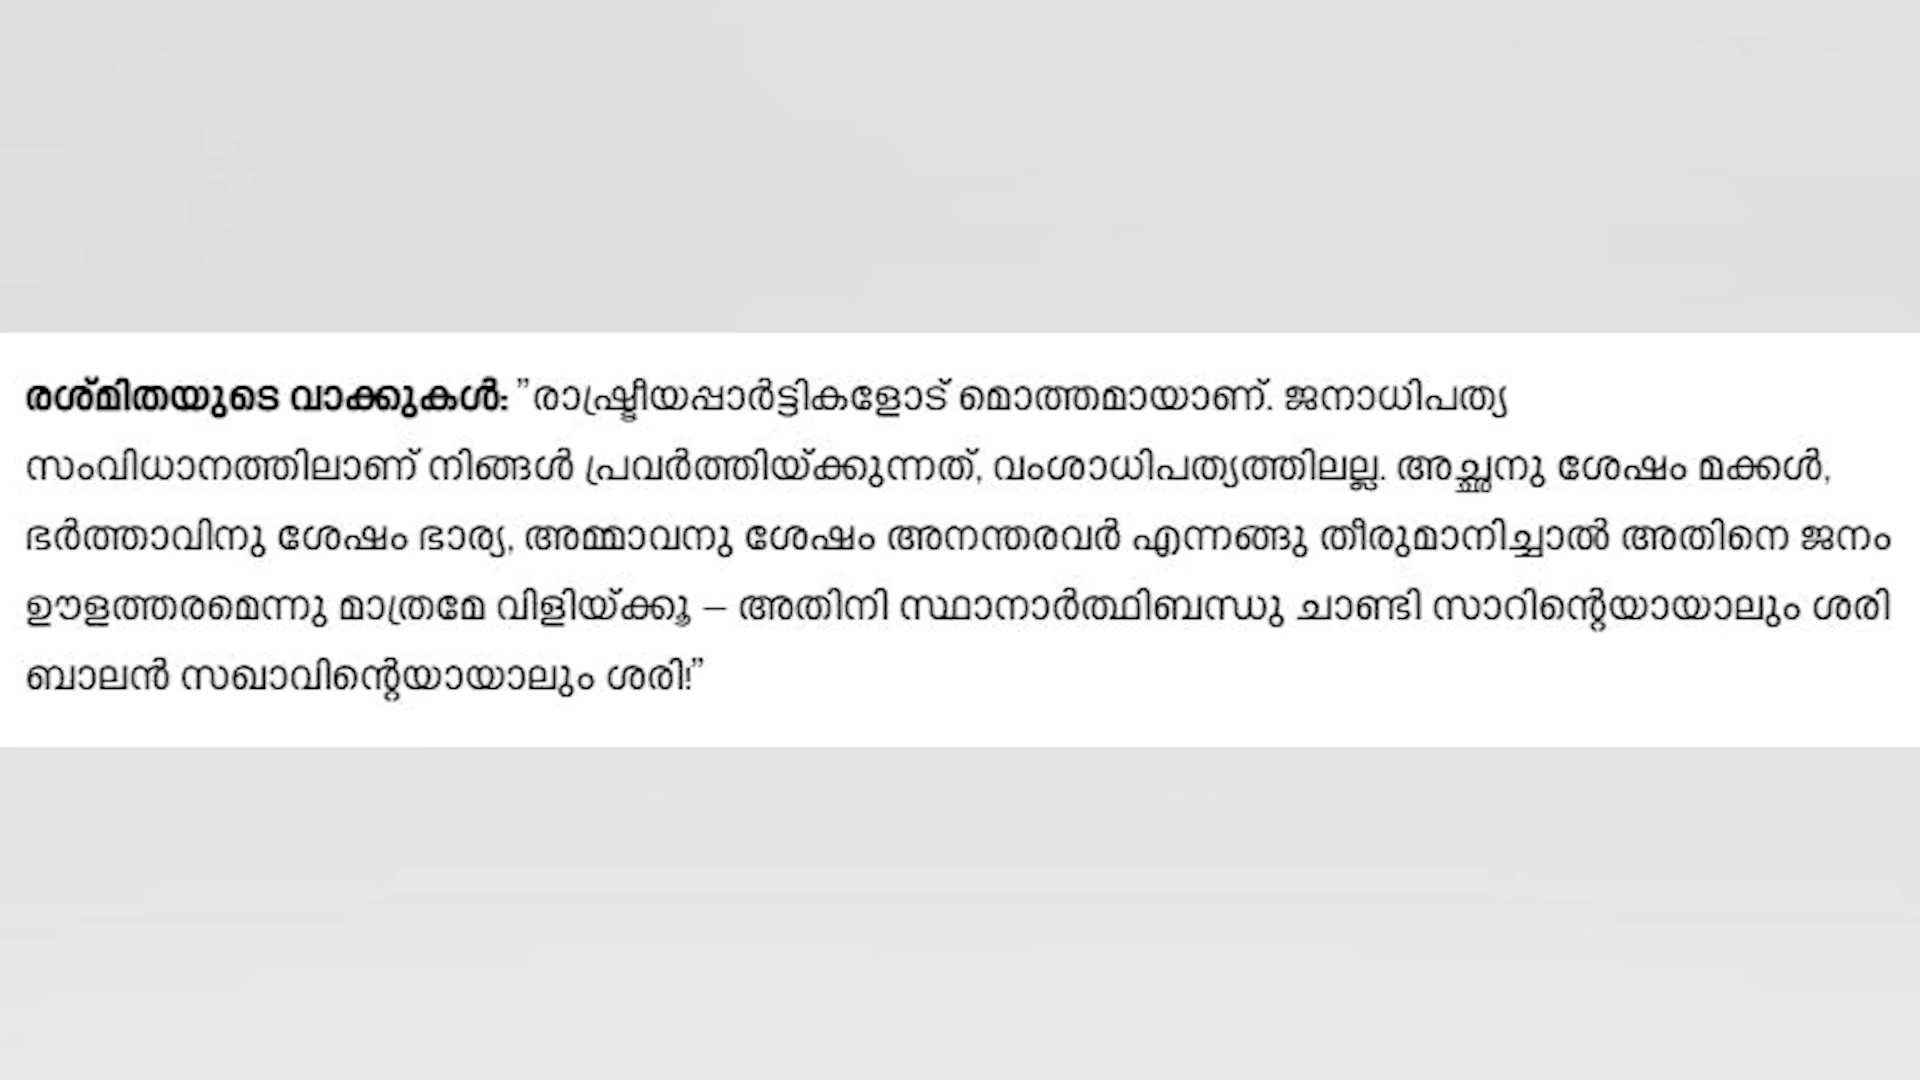 രശ്മിതയുടെ വാക്കുകൾ: ”രാഷ്ട്രീയപ്പാർട്ടികളോട് മൊത്തമായാണ്. ജനാധിപത്യ
സംവിധാനത്തിലാണ് നിങ്ങൾ പ്രവർത്തിയ്ക്കുന്നത്, വംശാധിപത്യത്തിലല്ല. അച്ഛനു ശേഷം മക്കൾ,
ഭർത്താവിനു ശേഷം ഭാര്യ, അമ്മാവനു ശേഷം അനന്തരവർ എന്നങ്ങു തീരുമാനിച്ചാൽ അതിനെ ജനം
ഊളത്തരമെന്നു മാത്രമേ വിളിയ്ക്കൂ – അതിനി സ്ഥാനാർത്ഥിബന്ധു ചാണ്ടി സാറിന്റെയായാലും ശരി
ബാലൻ സഖാവിന്റെയായാലും ശരി!”